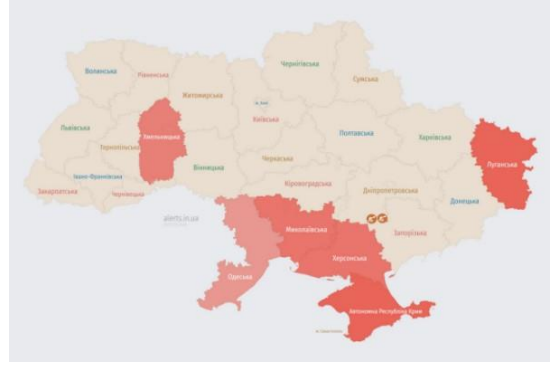 Чернігівська
Волинська
Рівненська
Сумська
Житомирська
м. Київ
Київська
Львівська
Хмельницька
Полтавська
Харківська
Тернопільська
Черкаська
Луганська
Вінницька
Івано-Франківська
Кіровоградська
Дніпропетровська
Закарпатська
Чернівецька
Донецька
alerts.in.ua
Миколаївська
Запорізька
Херсонська
Одеська
Автономна Республіка Крим